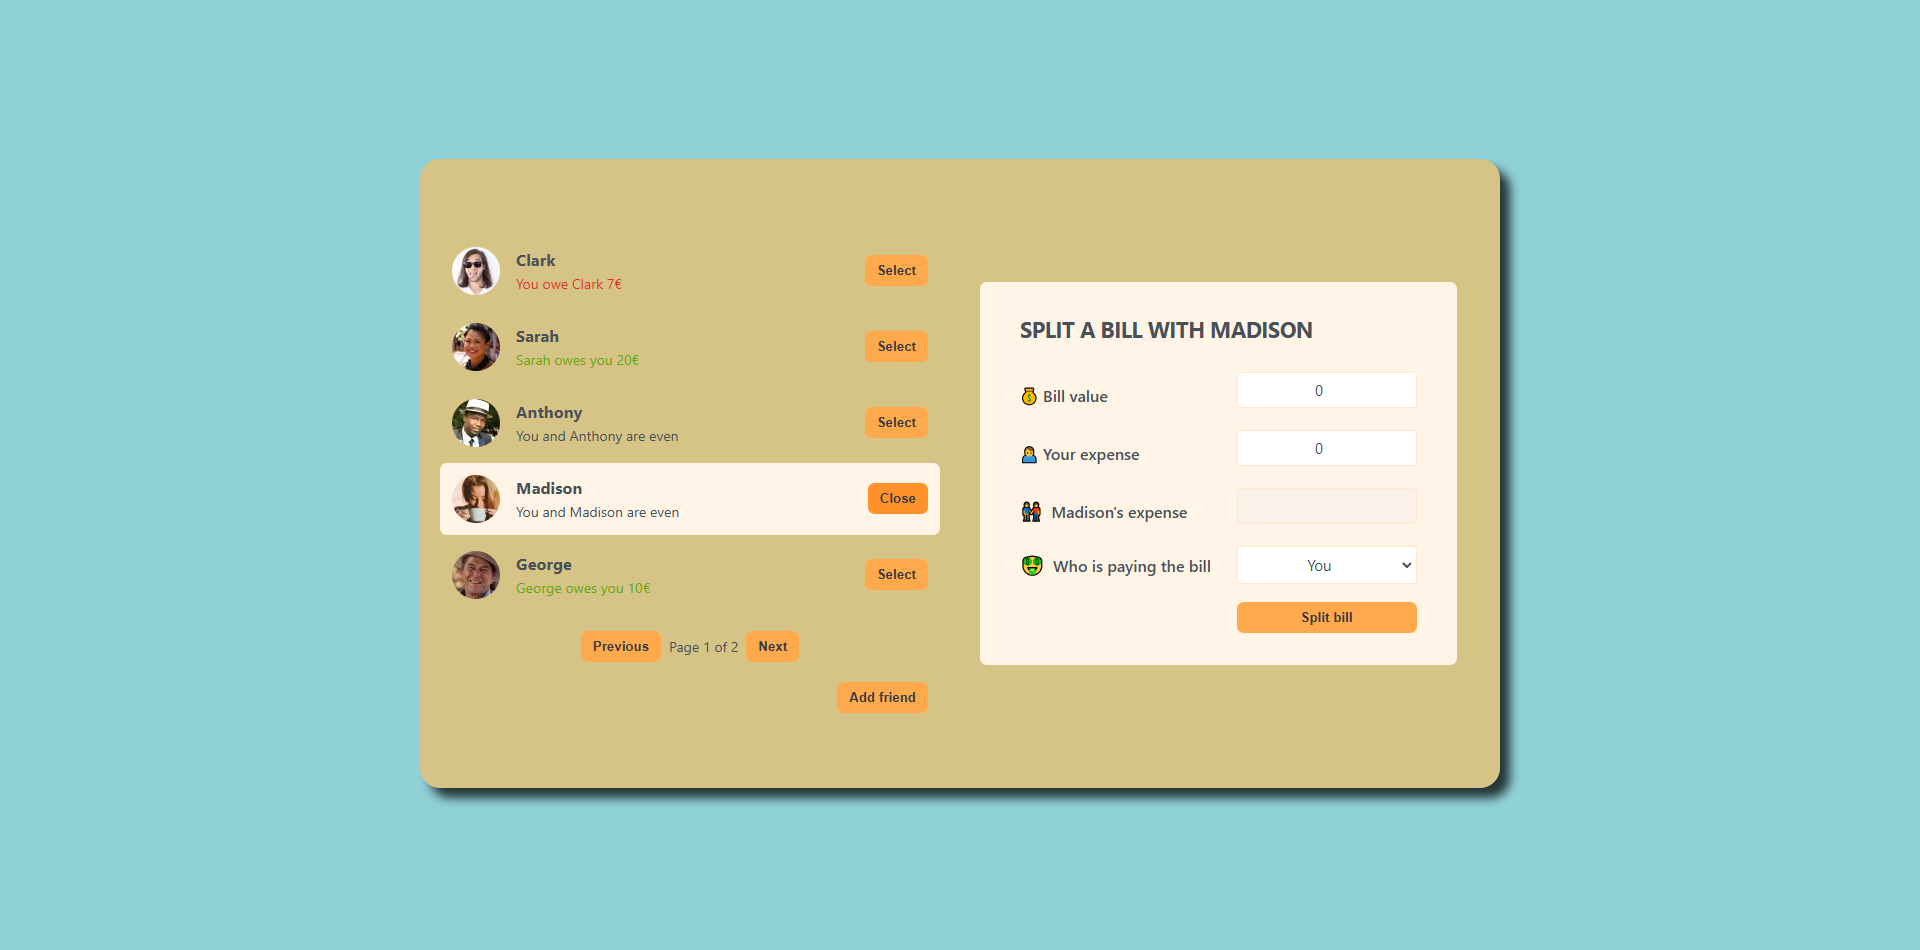 Clark
You owe Clark 7€
Select
Sarah
Sarah owes you 20€
Select
Anthony
You and Anthony are even
Select
Madison
You and Madison are even
Close
George
George owes you 10€
Select
Previous Page 1 of 2 Next
Add friend
SPLIT A BILL WITH MADISON
💰 Bill value 0
🙍‍♂️ Your expense 0
👬 Madison's expense
🤑 Who is paying the bill You
Split bill